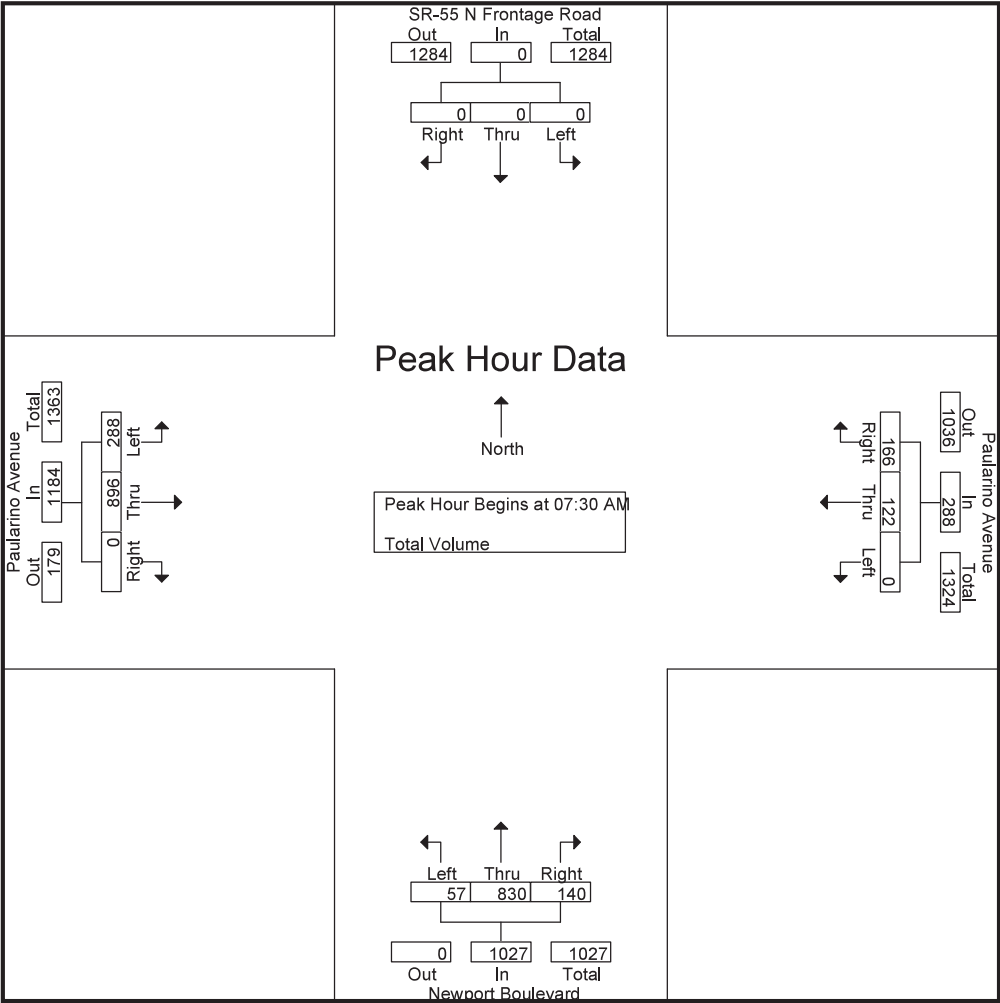 SR-55 N Frontage Road
Out In Total
1284 0 1284
0 0 0
Right Thru Left
Peak Hour Data
North
Peak Hour Begins at 07:30 AM
Total Volume
Paularino Avenue
Out In Total
179 1184 1363
Left Thru Right
288 896 0
Paularino Avenue
Out In Total
1036 288 1324
Right Thru Left
166 122 0
Left Thru Right
57 830 140
0 1027 1027
Out In Total
Newport Boulevard